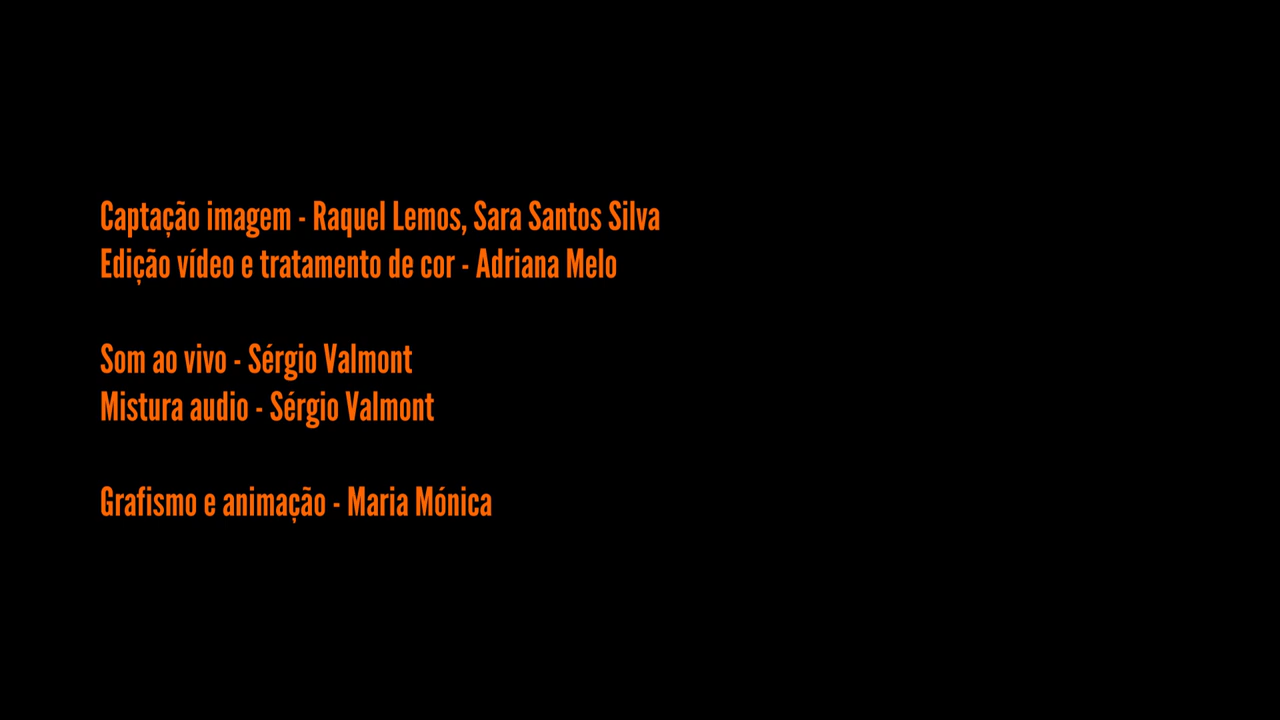 Captação imagem - Raquel Lemos, Sara Santos Silva
Edição vídeo e tratamento de cor - Adriana Melo
Som ao vivo - Sérgio Valmont
Mistura audio - Sérgio Valmont
Grafismo e animação - Maria Mónica